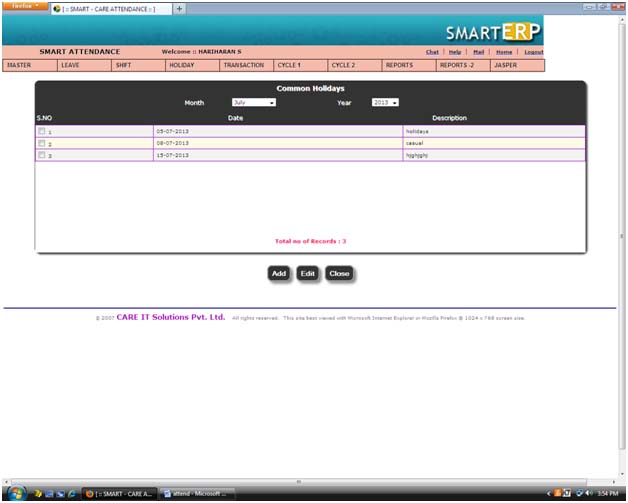 Firefox
[ :: SMART - CARE ATTENDANCE :: ]
+
SMARTERP
SMART ATTENDANCE Welcome :: HARIHARAN S Chat | Help | Mail | Home | Logout
MASTER LEAVE SHIFT HOLIDAY TRANSACTION CYCLE 1 CYCLE 2 REPORTS REPORTS -2 JASPER
Common Holidays
Month July Year 2013
S.NO Date Description
1 05-07-2013 holidays
2 08-07-2013 casual
3 15-07-2013 hjghjghj
Total no of Records : 3
Add Edit Close
© 2007 CARE IT Solutions Pvt. Ltd. All rights reserved. This site best viewed with Microsoft Internet Explorer or Mozilla Firefox @ 1024 x 768 screen size.
[ :: SMART - CARE A... attend - Microsoft ... 3:54 PM